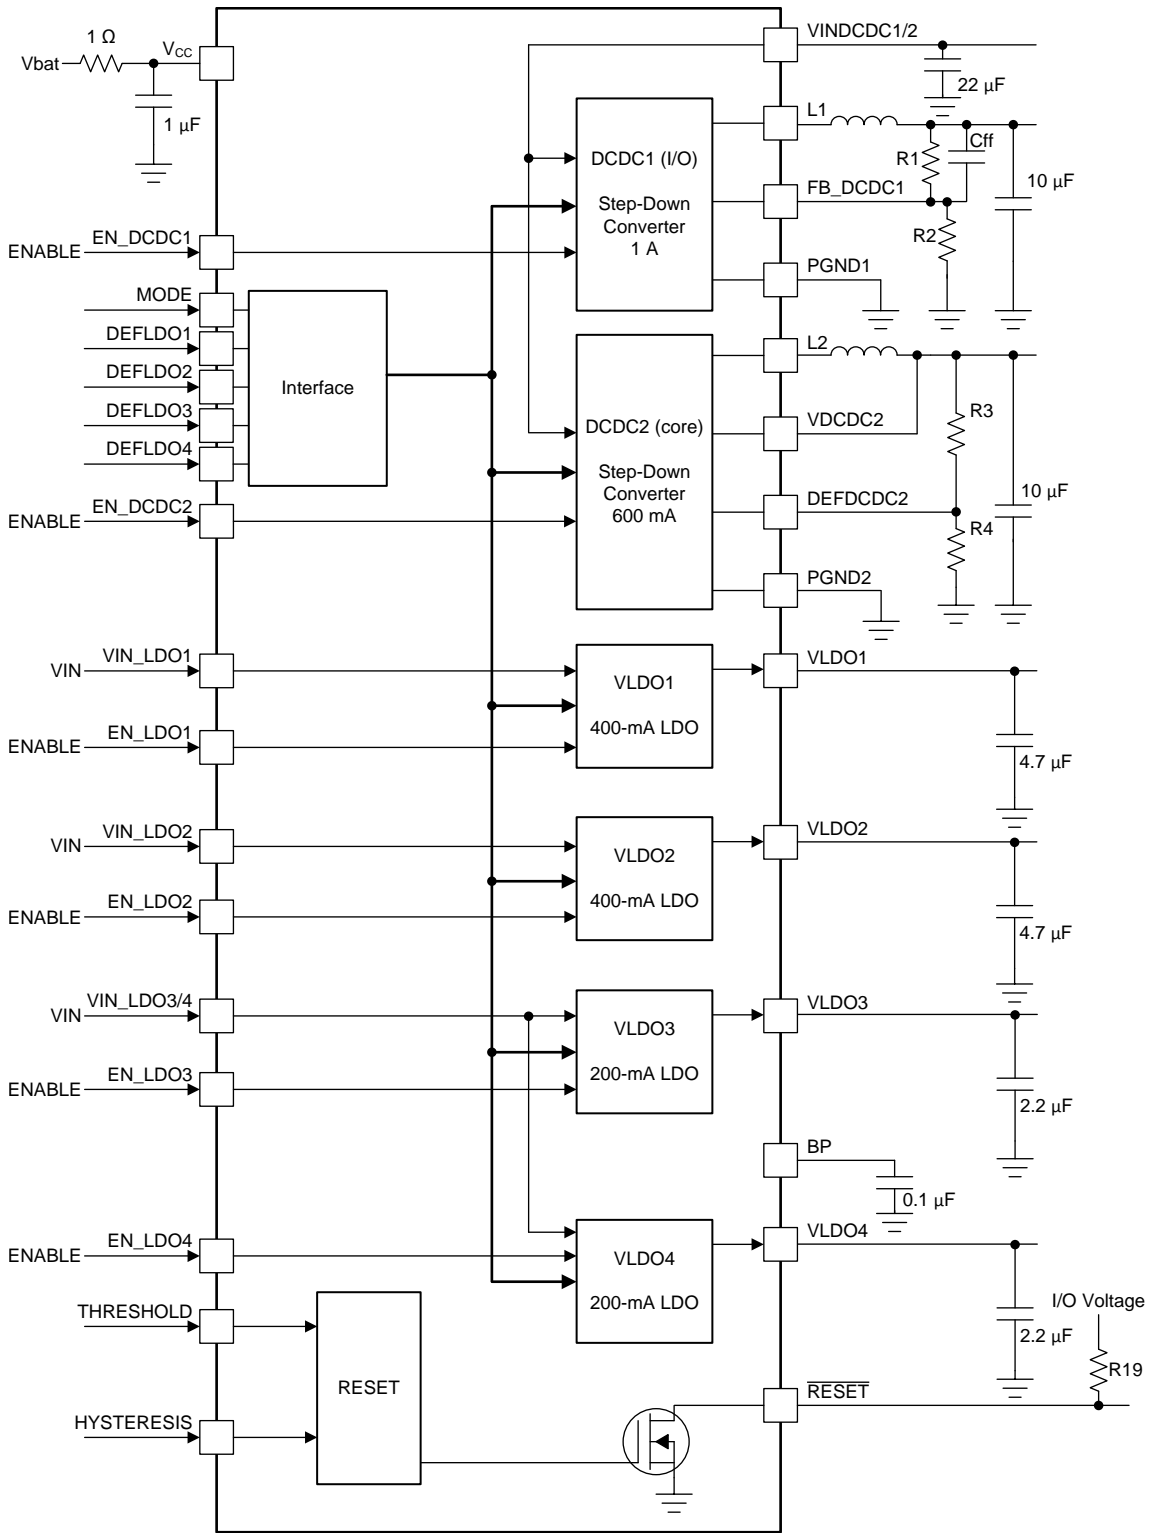 1 Ω
Vbat
VCC
1 µF
VINDCDC1/2
22 µF
L1
DCDC1 (I/O)
Step-Down
Converter
1 A
R1
Cff
FB_DCDC1
10 µF
R2
PGND1
ENABLE
EN_DCDC1
MODE
DEFLDO1
DEFLDO2
DEFLDO3
DEFLDO4
Interface
ENABLE
EN_DCDC2
L2
DCDC2 (core)
Step-Down
Converter
600 mA
VDCDC2
R3
DEFDCDC2
10 µF
R4
PGND2
VIN
VIN_LDO1
VLDO1
400-mA LDO
VLDO1
ENABLE
EN_LDO1
4.7 µF
VIN
VIN_LDO2
VLDO2
400-mA LDO
VLDO2
ENABLE
EN_LDO2
4.7 µF
VIN
VIN_LDO3/4
VLDO3
200-mA LDO
VLDO3
ENABLE
EN_LDO3
2.2 µF
BP
0.1 µF
ENABLE
EN_LDO4
VLDO4
200-mA LDO
VLDO4
2.2 µF
THRESHOLD
I/O Voltage
R19
RESET
RESET
HYSTERESIS